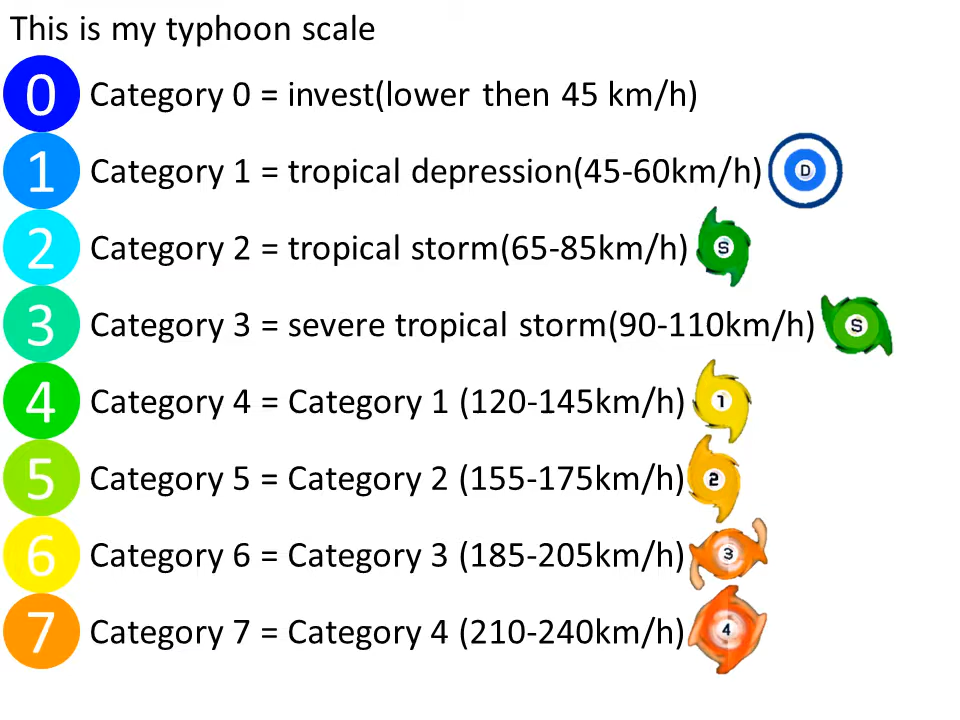 This is my typhoon scale
0 Category 0 = invest(lower then 45 km/h)
1 Category 1 = tropical depression(45-60km/h) D
2 Category 2 = tropical storm(65-85km/h) S
3 Category 3 = severe tropical storm(90-110km/h) S
4 Category 4 = Category 1 (120-145km/h) 1
5 Category 5 = Category 2 (155-175km/h) 2
6 Category 6 = Category 3 (185-205km/h) 3
7 Category 7 = Category 4 (210-240km/h) 4